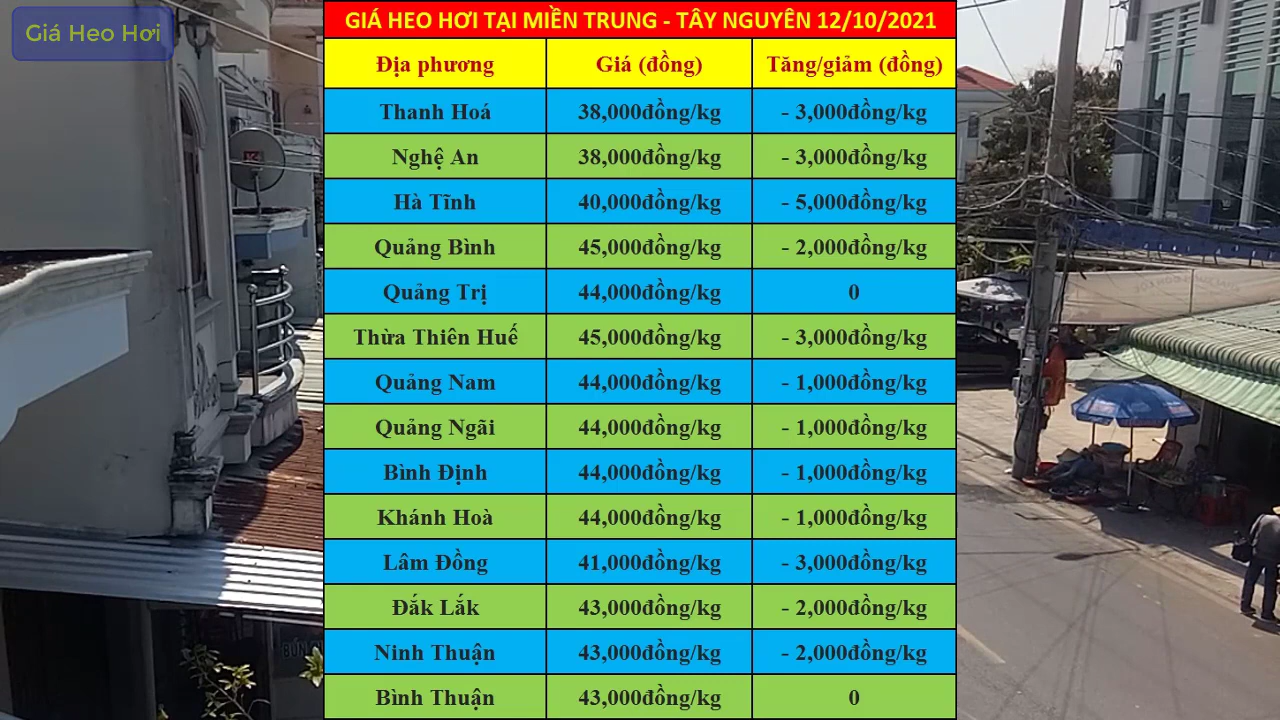 Giá Heo Hơi
GIÁ HEO HƠI TẠI MIỀN TRUNG - TÂY NGUYÊN 12/10/2021
Địa phương Giá (đồng) Tăng/giảm (đồng)
Thanh Hoá 38,000đồng/kg - 3,000đồng/kg
Nghệ An 38,000đồng/kg - 3,000đồng/kg
Hà Tĩnh 40,000đồng/kg - 5,000đồng/kg
Quảng Bình 45,000đồng/kg - 2,000đồng/kg
Quảng Trị 44,000đồng/kg 0
Thừa Thiên Huế 45,000đồng/kg - 3,000đồng/kg
Quảng Nam 44,000đồng/kg - 1,000đồng/kg
Quảng Ngãi 44,000đồng/kg - 1,000đồng/kg
Bình Định 44,000đồng/kg - 1,000đồng/kg
Khánh Hoà 44,000đồng/kg - 1,000đồng/kg
Lâm Đồng 41,000đồng/kg - 3,000đồng/kg
Đắk Lắk 43,000đồng/kg - 2,000đồng/kg
Ninh Thuận 43,000đồng/kg - 2,000đồng/kg
Bình Thuận 43,000đồng/kg 0
BÚN